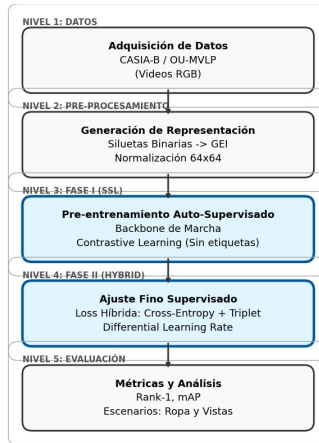 NIVEL 1: DATOS
Adquisición de Datos
CASIA-B / OU-MVLP
(Videos RGB)
NIVEL 2: PRE-PROCESAMIENTO
Generación de Representación
Siluetas Binarias -> GEI
Normalización 64x64
NIVEL 3: FASE I (SSL)
Pre-entrenamiento Auto-Supervisado
Backbone de Marcha
Contrastive Learning (Sin etiquetas)
NIVEL 4: FASE II (HYBRID)
Ajuste Fino Supervisado
Loss Híbrida: Cross-Entropy + Triplet
Differential Learning Rate
NIVEL 5: EVALUACIÓN
Métricas y Análisis
Rank-1, mAP
Escenarios: Ropa y Vistas